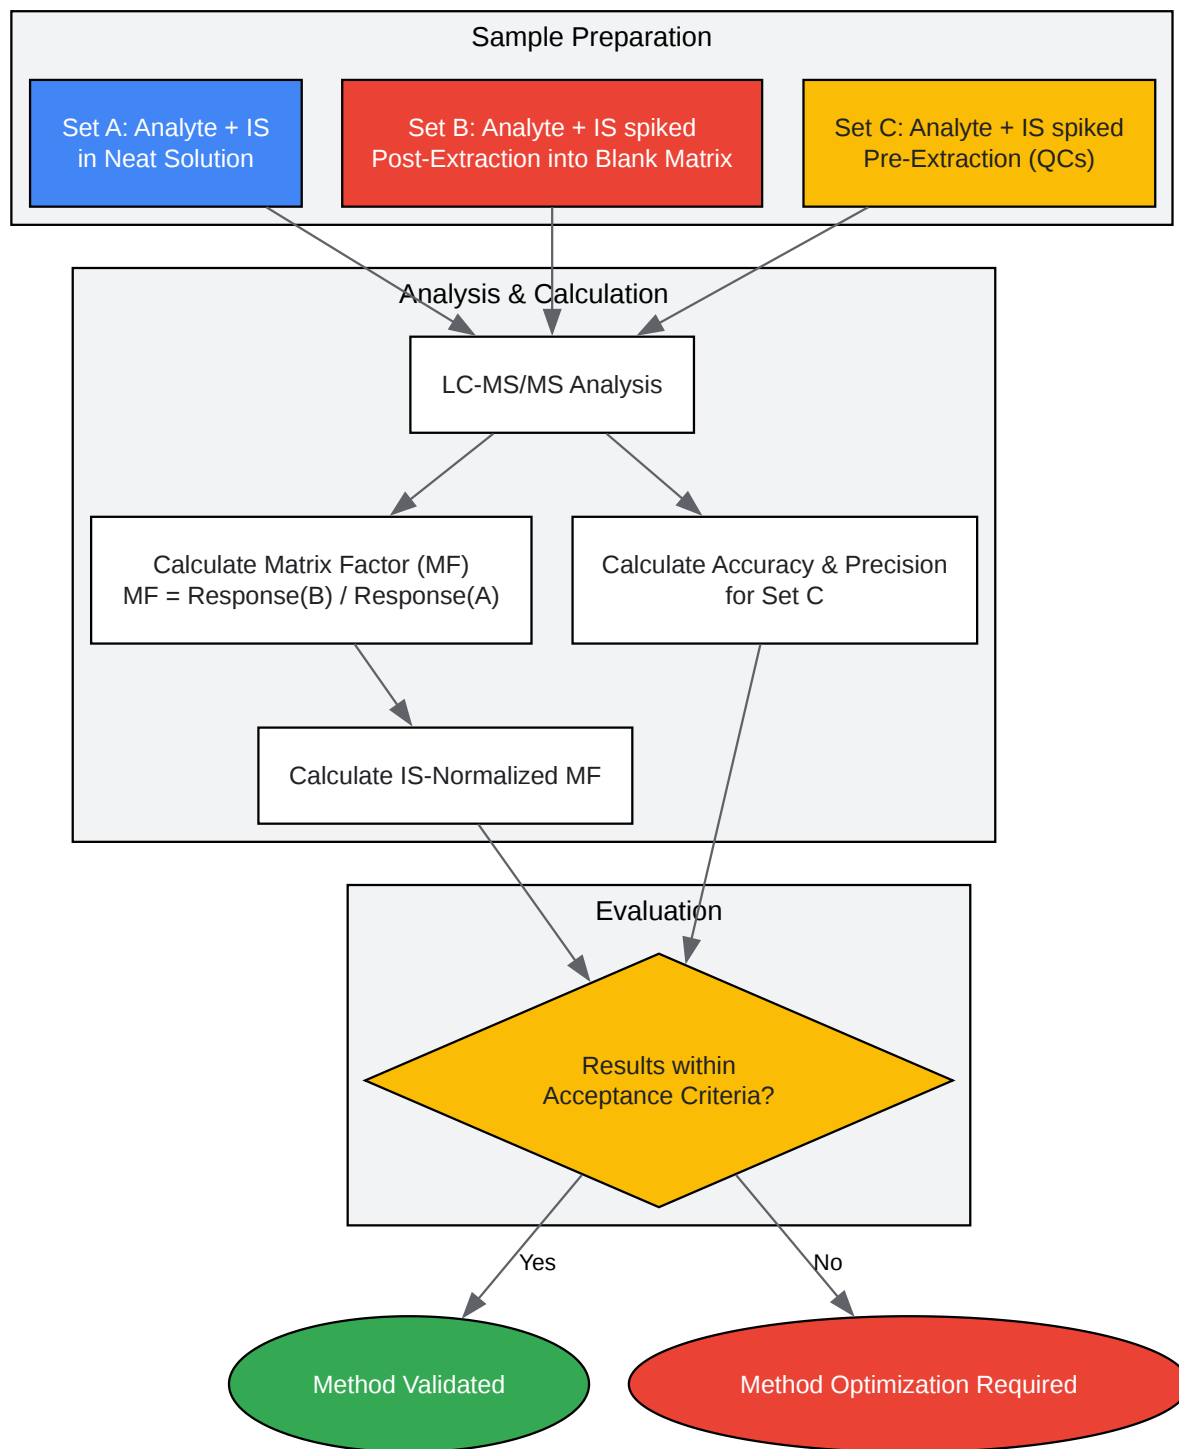 Sample Preparation
Set A: Analyte + IS
in Neat Solution
Set B: Analyte + IS spiked
Post-Extraction into Blank Matrix
Set C: Analyte + IS spiked
Pre-Extraction (QCs)
Analysis & Calculation
LC-MS/MS Analysis
Calculate Matrix Factor (MF)
MF = Response(B) / Response(A)
Calculate Accuracy & Precision
for Set C
Calculate IS-Normalized MF
Evaluation
Results within
Acceptance Criteria?
Yes
No
Method Validated
Method Optimization Required